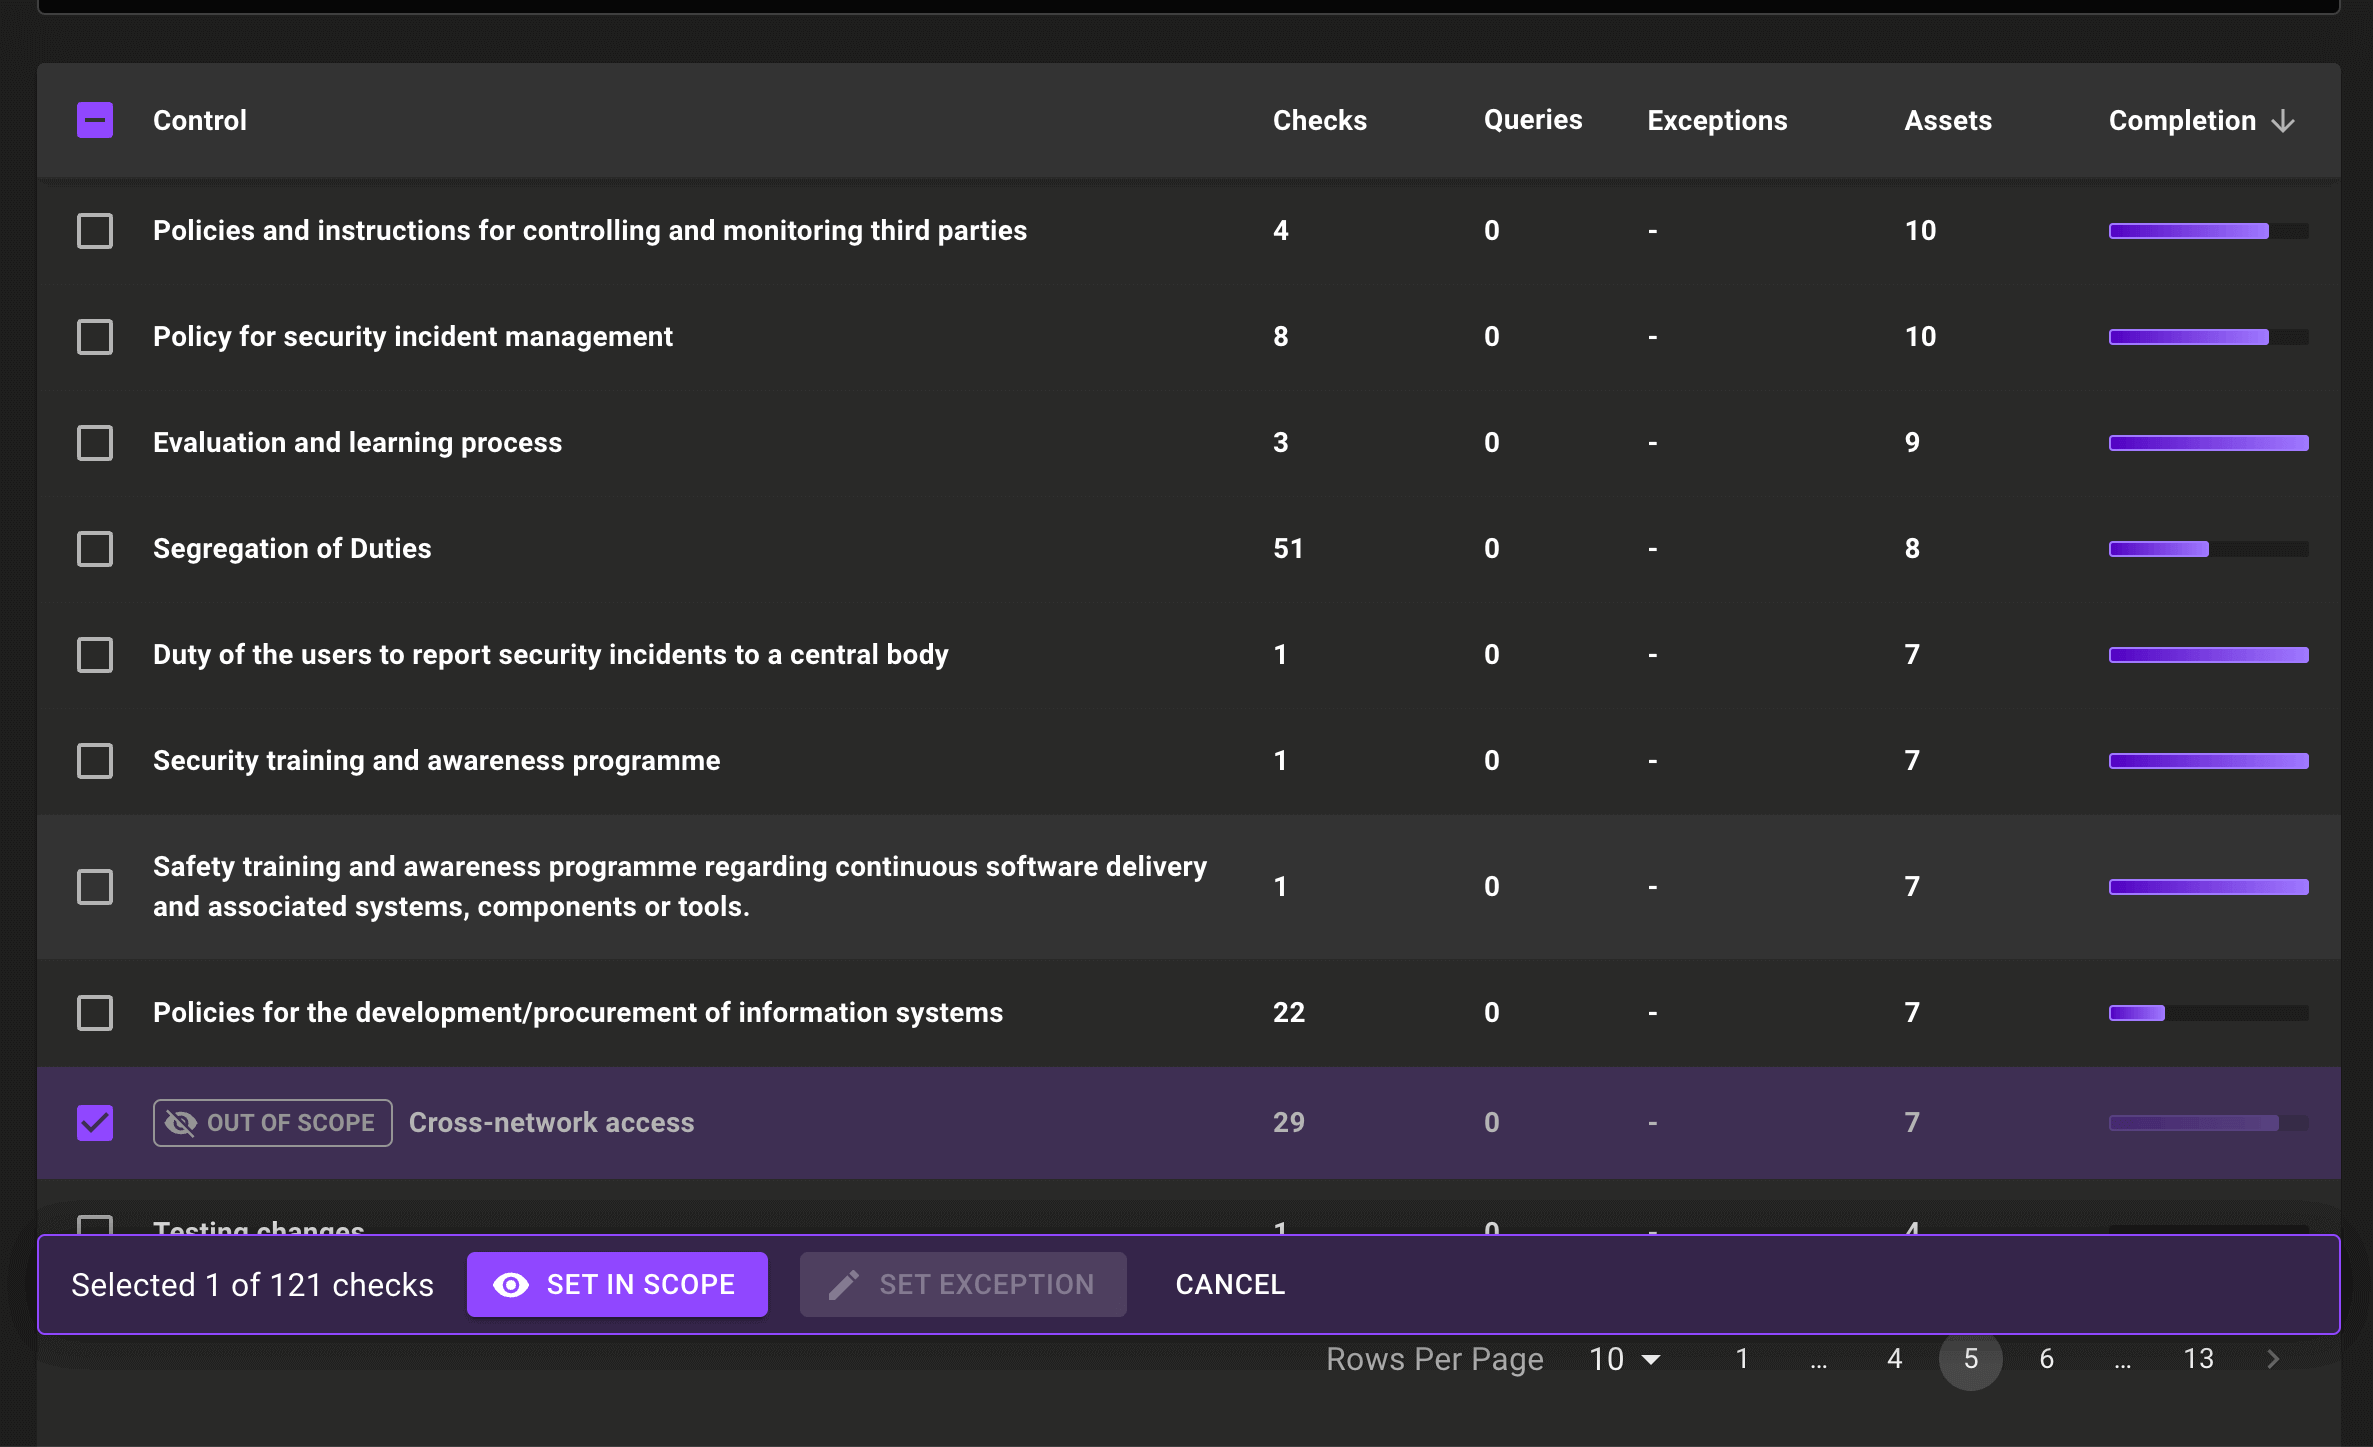 Control Checks Queries Exceptions Assets Completion
Policies and instructions for controlling and monitoring third parties 4 0 - 10
Policy for security incident management 8 0 - 10
Evaluation and learning process 3 0 - 9
Segregation of Duties 51 0 - 8
Duty of the users to report security incidents to a central body 1 0 - 7
Security training and awareness programme 1 0 - 7
Safety training and awareness programme regarding continuous software delivery
and associated systems, components or tools. 1 0 - 7
Policies for the development/procurement of information systems 22 0 - 7
OUT OF SCOPE Cross-network access 29 0 - 7
Testing changes 1 0 - 4
Selected 1 of 121 checks SET IN SCOPE SET EXCEPTION CANCEL
Rows Per Page 10 1 ... 4 5 6 ... 13